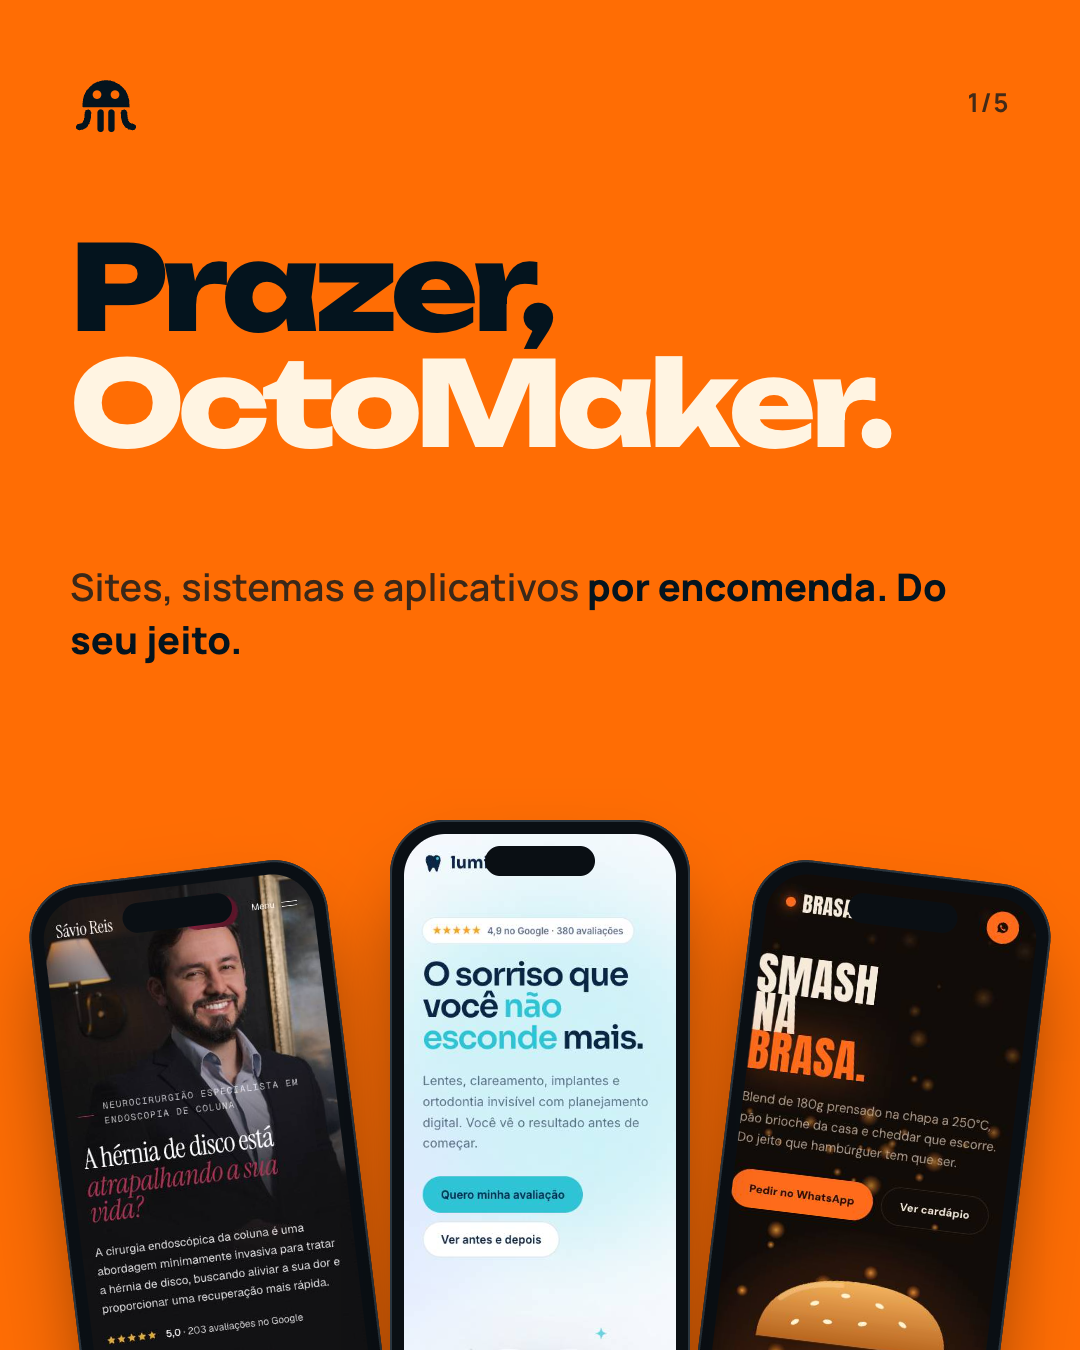 1/5
Prazer,
OctoMaker.
Sites, sistemas e aplicativos por encomenda. Do
seu jeito.
Sávio Reis
Menu
NEUROCIRURGIÃO ESPECIALISTA EM
ENDOSCOPIA DE COLUNA
A hérnia de disco está
atrapalhando a sua
vida?
A cirurgia endoscópica da coluna é uma
abordagem minimamente invasiva para tratar
a hérnia de disco, buscando aliviar a sua dor e
proporcionar uma recuperação mais rápida.
★★★★★ 5,0 · 203 avaliações no Google
lumi
★★★★★ 4,9 no Google · 380 avaliações
O sorriso que
você não
esconde mais.
Lentes, clareamento, implantes e
ortodontia invisível com planejamento
digital. Você vê o resultado antes de
começar.
Quero minha avaliação
Ver antes e depois
BRASA
SMASH
NA
BRASA.
Blend de 180g prensado na chapa a 250°C,
pão brioche da casa e cheddar que escorre.
Do jeito que hambúrguer tem que ser.
Pedir no WhatsApp
Ver cardápio